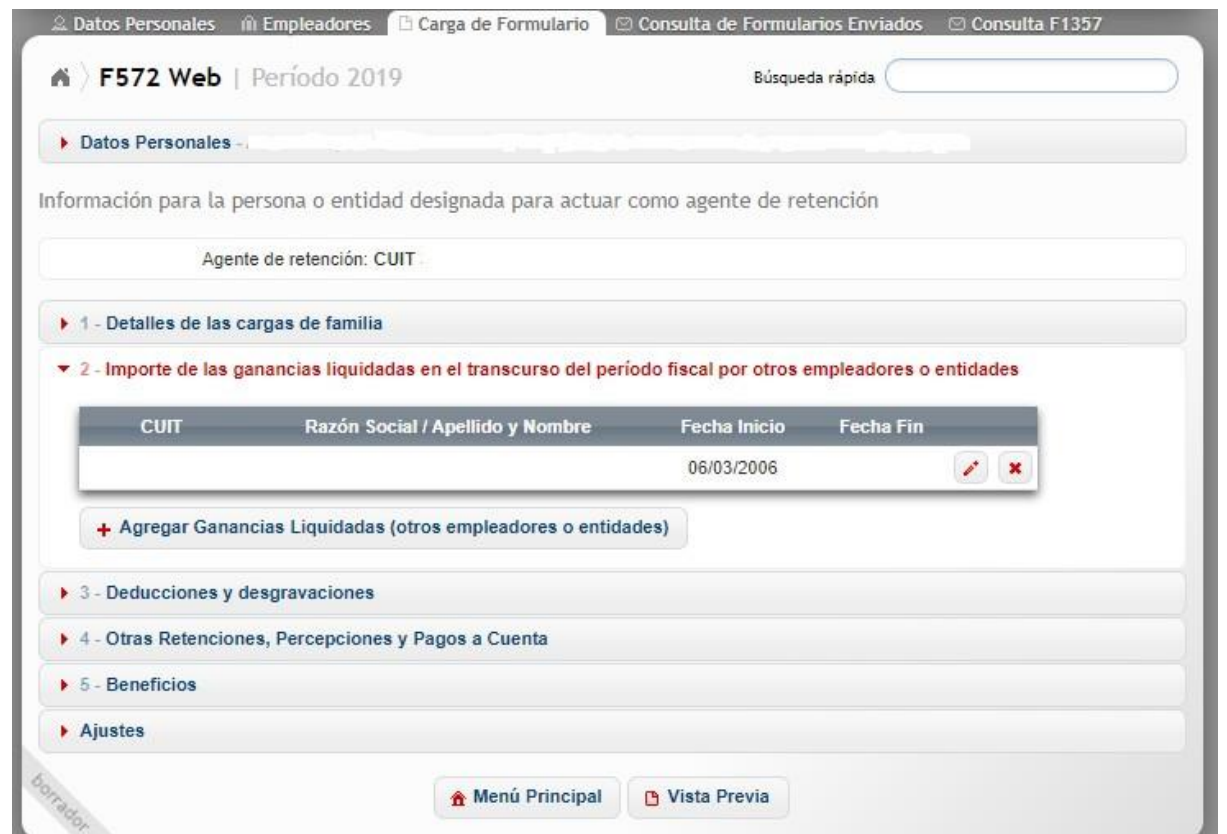 Datos Personales Empleadores Carga de Formulario Consulta de Formularios Enviados Consulta F1357
F572 Web | Período 2019 Búsqueda rápida
Datos Personales -
Información para la persona o entidad designada para actuar como agente de retención
Agente de retención: CUIT
1 - Detalles de las cargas de familia
2 - Importe de las ganancias liquidadas en el transcurso del período fiscal por otros empleadores o entidades
CUIT Razón Social / Apellido y Nombre Fecha Inicio Fecha Fin
06/03/2006
+ Agregar Ganancias Liquidadas (otros empleadores o entidades)
3 - Deducciones y desgravaciones
4 - Otras Retenciones, Percepciones y Pagos a Cuenta
5 - Beneficios
Ajustes
borrador
Menú Principal Vista Previa